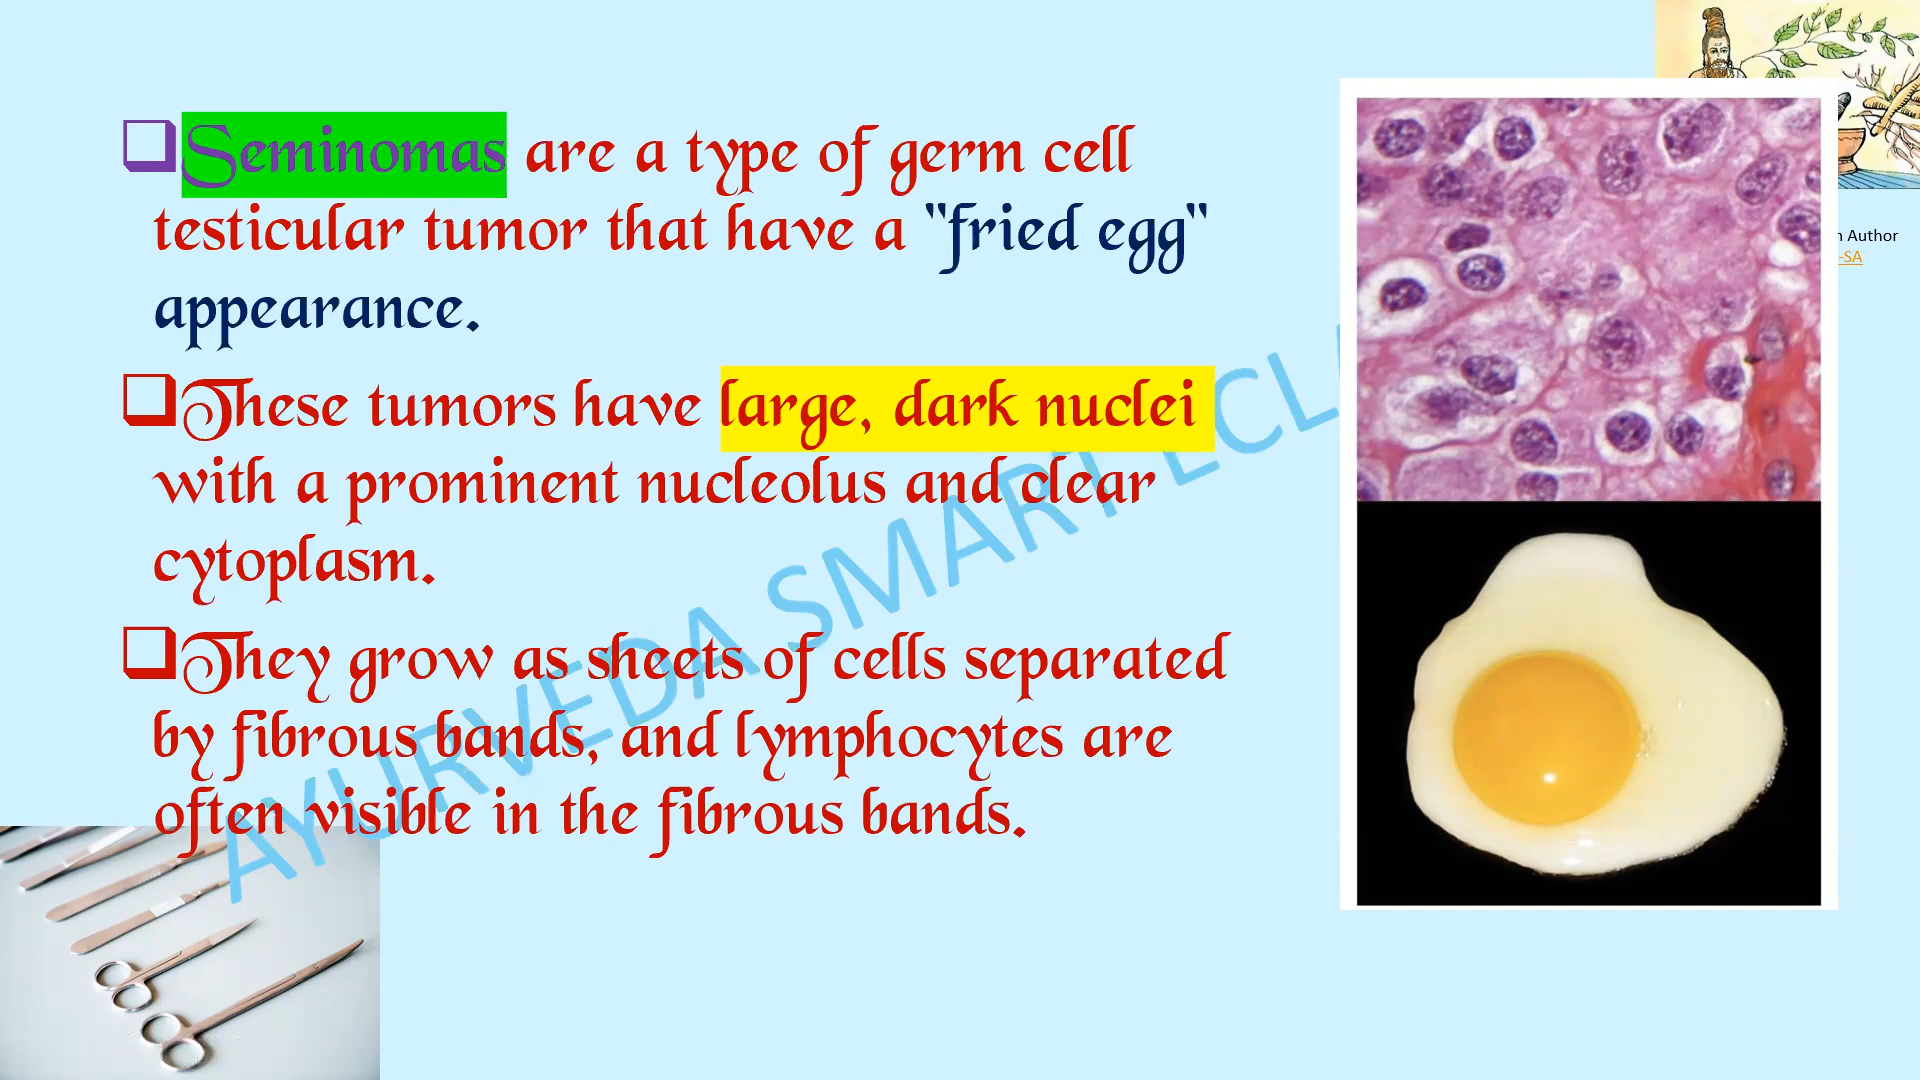 Seminomas are a type of germ cell
testicular tumor that have a "fried egg"
appearance.
These tumors have large, dark nuclei
with a prominent nucleolus and clear
cytoplasm.
They grow as sheets of cells separated
by fibrous bands, and lymphocytes are
often visible in the fibrous bands.
Author
-SA
AYURVEDA SMART